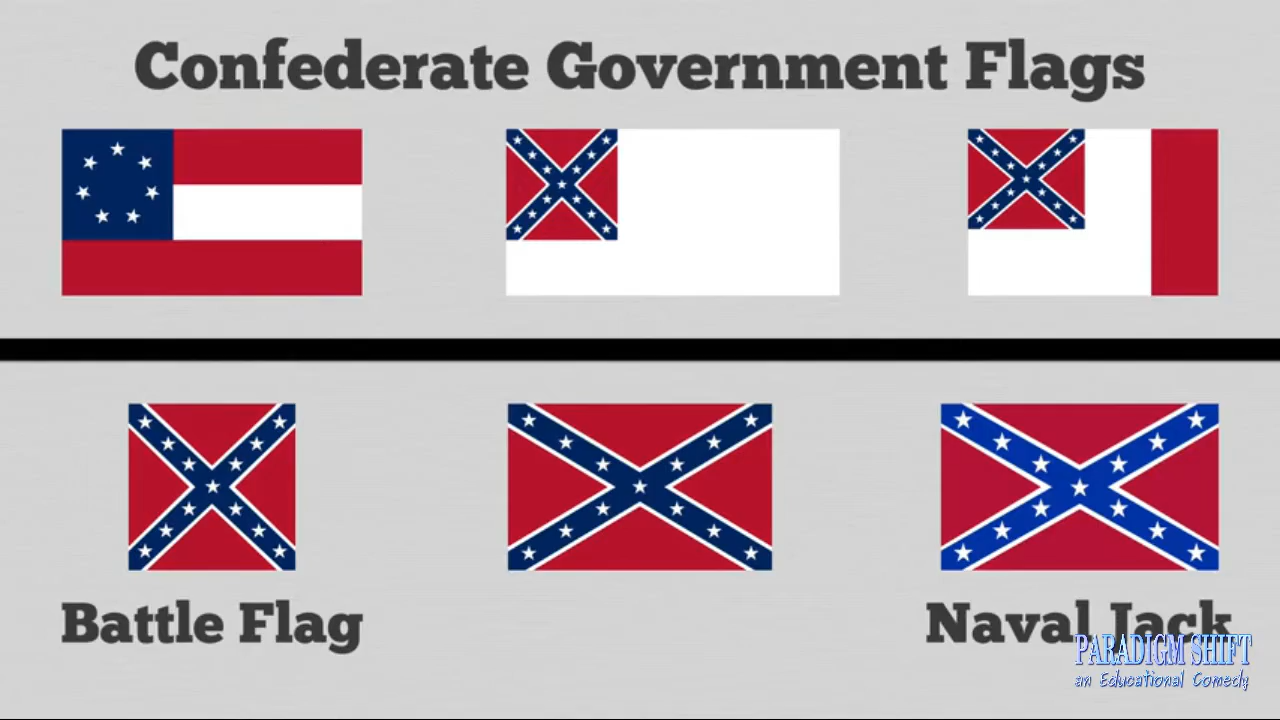 Confederate Government Flags
Battle Flag
Naval Jack
PARADIGM SHIFT
an Educational Comedy